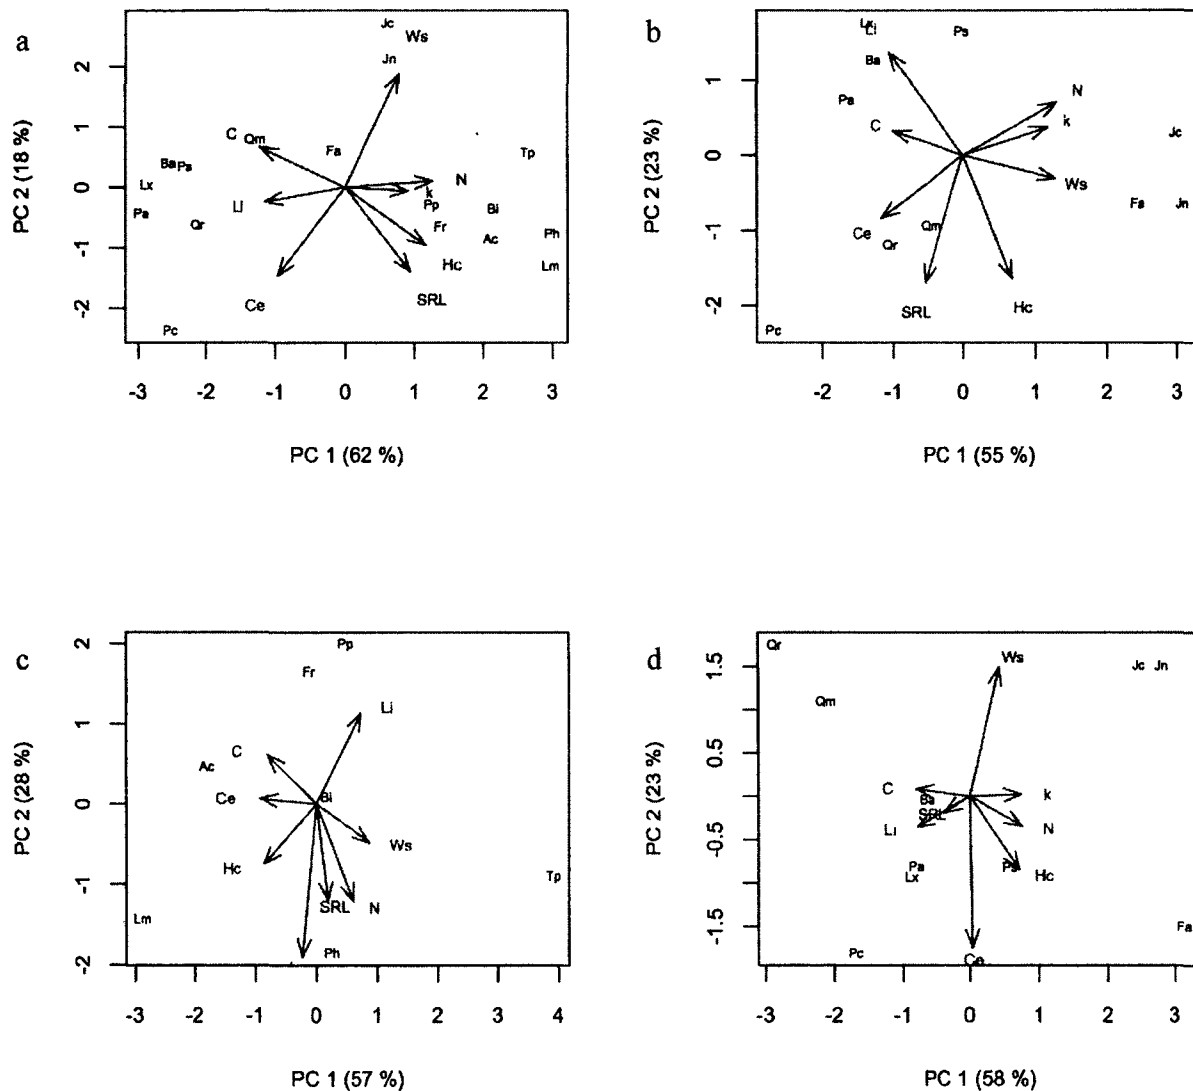 a
PC 2 (18 %)
2
1
0
-1
-2
Jc
Ws
Jn
C
Qm
Fa
Tp
Ba
Ps
Lx
N
k
Pp
Li
Pa
Bi
Qr
Fr
Ac
Ph
Hc
Lm
Ce
SRL
Pc
-3 -2 -1 0 1 2 3
PC 1 (62 %)
b
PC 2 (23 %)
1
0
-1
-2
Lx
Li
Ps
Ba
N
Pa
C
k
Jc
Ws
Fa
Jn
Ce
Qr
Qm
SRL
Hc
Pc
-2 -1 0 1 2 3
PC 1 (55 %)
c
PC 2 (28 %)
2
1
0
-1
-2
Pp
Fr
Li
C
Ac
Ce
Bi
Ws
Hc
Tp
SRL
N
Lm
Ph
-3 -2 -1 0 1 2 3 4
PC 1 (57 %)
d
PC 2 (23 %)
1.5
0.5
-0.5
-1.5
Qr
Ws
Jc
Jn
Qm
C
Ba
k
SRL
Li
N
Pa
Lx
Ps
Hc
Fa
Pc
Ce
-3 -2 -1 0 1 2 3
PC 1 (58 %)